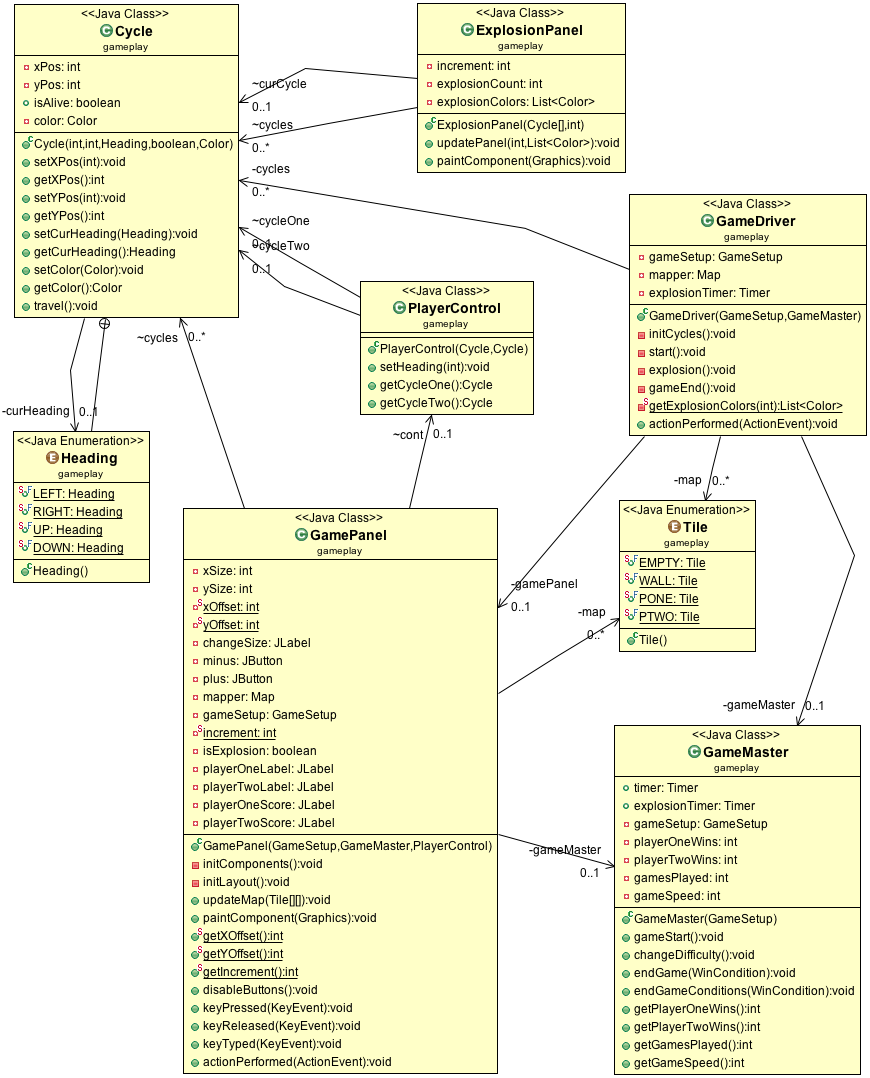 <<Java Class>>
Cycle
gameplay
xPos: int
yPos: int
isAlive: boolean
color: Color
Cycle(int,int,Heading,boolean,Color)
setXPos(int):void
getXPos():int
setYPos(int):void
getYPos():int
setCurHeading(Heading):void
getCurHeading():Heading
setColor(Color):void
getColor():Color
travel():void
<<Java Class>>
ExplosionPanel
gameplay
increment: int
explosionCount: int
explosionColors: List<Color>
ExplosionPanel(Cycle[],int)
updatePanel(int,List<Color>):void
paintComponent(Graphics):void
~curCycle
0..1
~cycles
0..*
-cycles
0..*
~cycleOne
0..1
~cycleTwo
0..1
<<Java Class>>
GameDriver
gameplay
gameSetup: GameSetup
mapper: Map
explosionTimer: Timer
GameDriver(GameSetup,GameMaster)
initCycles():void
start():void
explosion():void
gameEnd():void
getExplosionColors(int):List<Color>
actionPerformed(ActionEvent):void
<<Java Class>>
PlayerControl
gameplay
PlayerControl(Cycle,Cycle)
setHeading(int):void
getCycleOne():Cycle
getCycleTwo():Cycle
~cycles 0..*
-curHeading 0..1
~cont 0..1
<<Java Enumeration>>
Heading
gameplay
LEFT: Heading
RIGHT: Heading
UP: Heading
DOWN: Heading
Heading()
-map 0..*
<<Java Enumeration>>
Tile
gameplay
EMPTY: Tile
WALL: Tile
PONE: Tile
PTWO: Tile
Tile()
-gamePanel
0..1
-map
0..*
<<Java Class>>
GamePanel
gameplay
xSize: int
ySize: int
xOffset: int
yOffset: int
changeSize: JLabel
minus: JButton
plus: JButton
mapper: Map
gameSetup: GameSetup
increment: int
isExplosion: boolean
playerOneLabel: JLabel
playerTwoLabel: JLabel
playerOneScore: JLabel
playerTwoScore: JLabel
GamePanel(GameSetup,GameMaster,PlayerControl)
initComponents():void
initLayout():void
updateMap(Tile[][]):void
paintComponent(Graphics):void
getXOffset():int
getYOffset():int
getIncrement():int
disableButtons():void
keyPressed(KeyEvent):void
keyReleased(KeyEvent):void
keyTyped(KeyEvent):void
actionPerformed(ActionEvent):void
-gameMaster 0..1
-gameMaster
0..1
<<Java Class>>
GameMaster
gameplay
timer: Timer
explosionTimer: Timer
gameSetup: GameSetup
playerOneWins: int
playerTwoWins: int
gamesPlayed: int
gameSpeed: int
GameMaster(GameSetup)
gameStart():void
changeDifficulty():void
endGame(WinCondition):void
endGameConditions(WinCondition):void
getPlayerOneWins():int
getPlayerTwoWins():int
getGamesPlayed():int
getGameSpeed():int